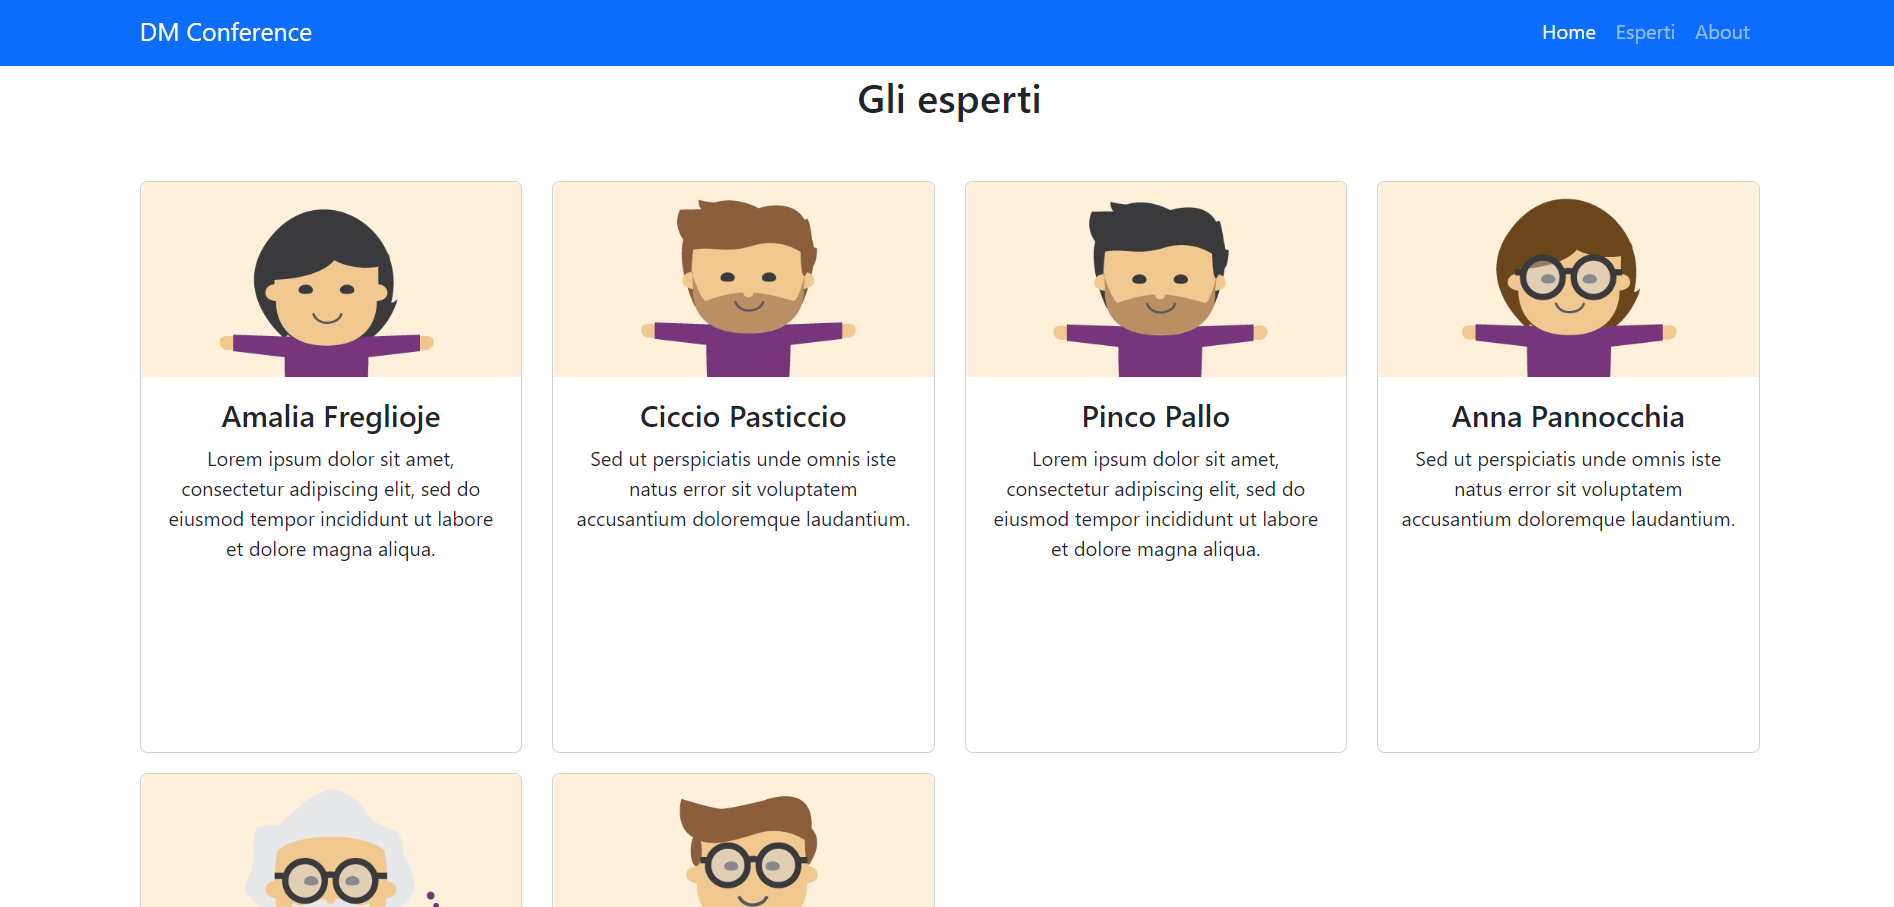 DM Conference
Home Esperti About
Gli esperti
Amalia Freglioje
Lorem ipsum dolor sit amet,
consectetur adipiscing elit, sed do
eiusmod tempor incididunt ut labore
et dolore magna aliqua.
Ciccio Pasticcio
Sed ut perspiciatis unde omnis iste
natus error sit voluptatem
accusantium doloremque laudantium.
Pinco Pallo
Lorem ipsum dolor sit amet,
consectetur adipiscing elit, sed do
eiusmod tempor incididunt ut labore
et dolore magna aliqua.
Anna Pannocchia
Sed ut perspiciatis unde omnis iste
natus error sit voluptatem
accusantium doloremque laudantium.